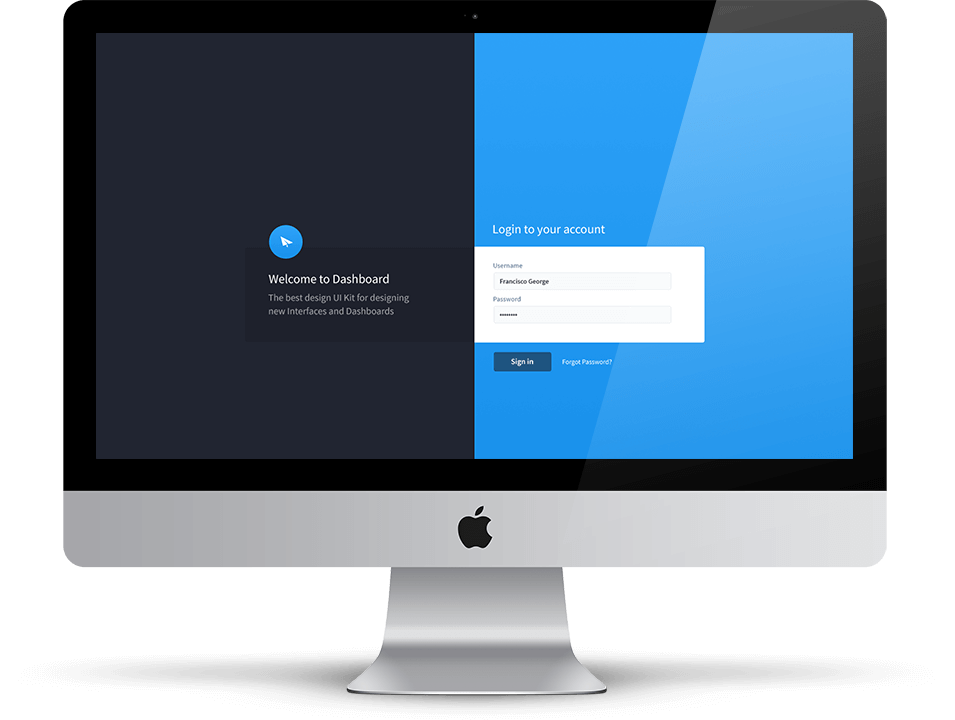 Welcome to Dashboard
The best design UI Kit for designing
new Interfaces and Dashboards
Login to your account
Username
Francisco George
Password
••••••••
Sign in
Forgot Password?